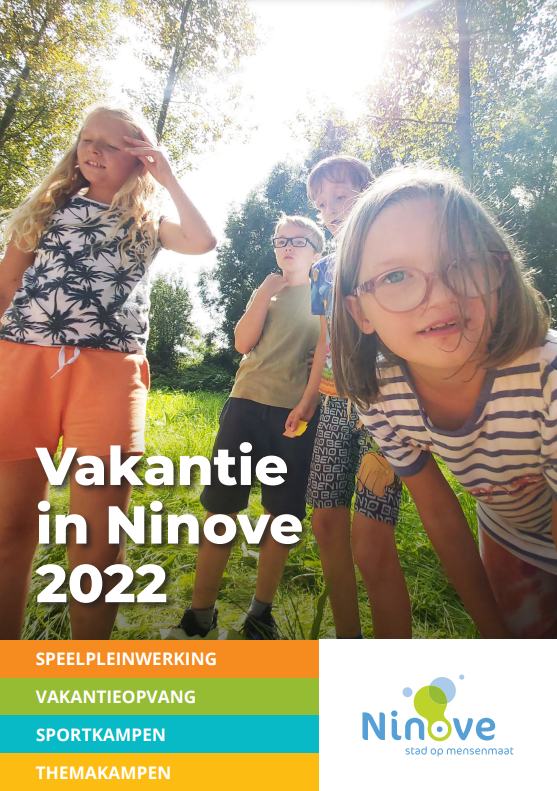 Vakantie
in Ninove
2022
SPEELPLEINWERKING
VAKANTIEOPVANG
SPORTKAMPEN
THEMAKAMPEN
Ninove
stad op mensenmaat